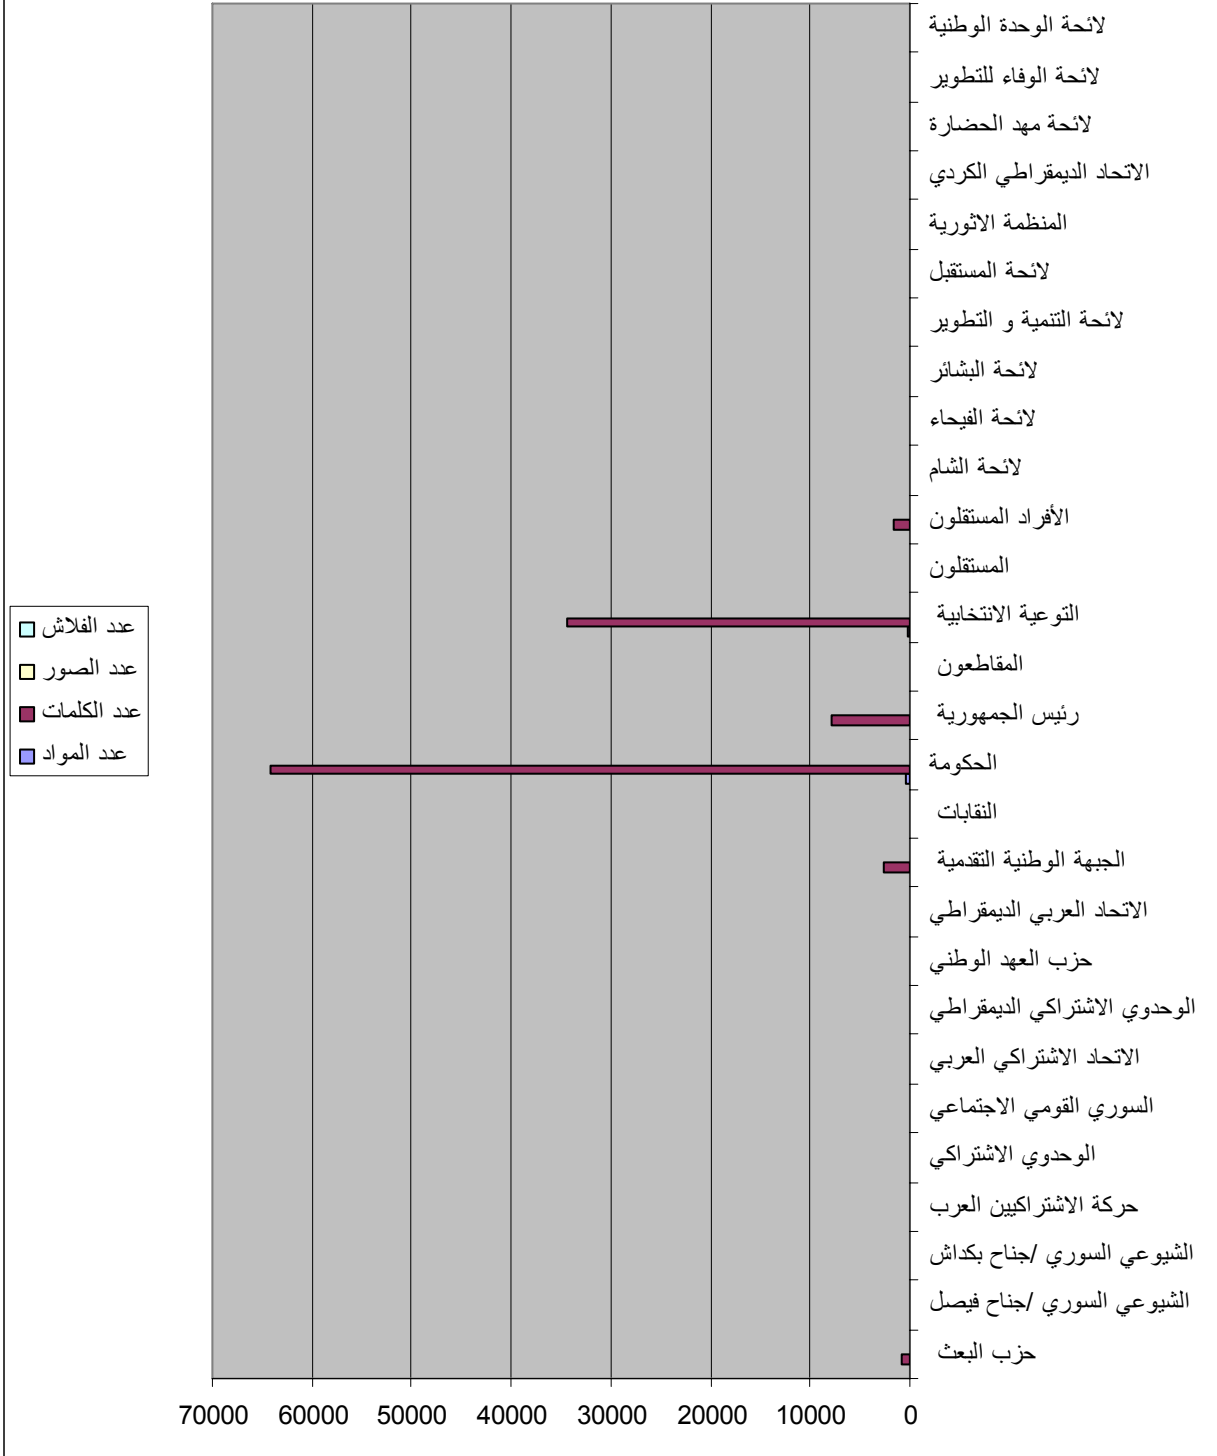 لائحة الوحدة الوطنية
لائحة الوفاء للتطوير
لائحة مهد الحضارة
الاتحاد الديمقراطي الكردي
المنظمة الاثورية
لائحة المستقبل
لائحة التنمية و التطوير
لائحة البشائر
لائحة الفيحاء
لائحة الشام
الأفراد المستقلون
المستقلون
التوعية الانتخابية
المقاطعون
رئيس الجمهورية
الحكومة
النقابات
الجبهة الوطنية التقدمية
الاتحاد العربي الديمقراطي
حزب العهد الوطني
الوحدوي الاشتراكي الديمقراطي
الاتحاد الاشتراكي العربي
السوري القومي الاجتماعي
الوحدوي الاشتراكي
حركة الاشتراكيين العرب
الشيوعي السوري /جناح بكداش
الشيوعي السوري /جناح فيصل
حزب البعث
عدد الفلاش
عدد الصور
عدد الكلمات
عدد المواد
70000 60000 50000 40000 30000 20000 10000 0